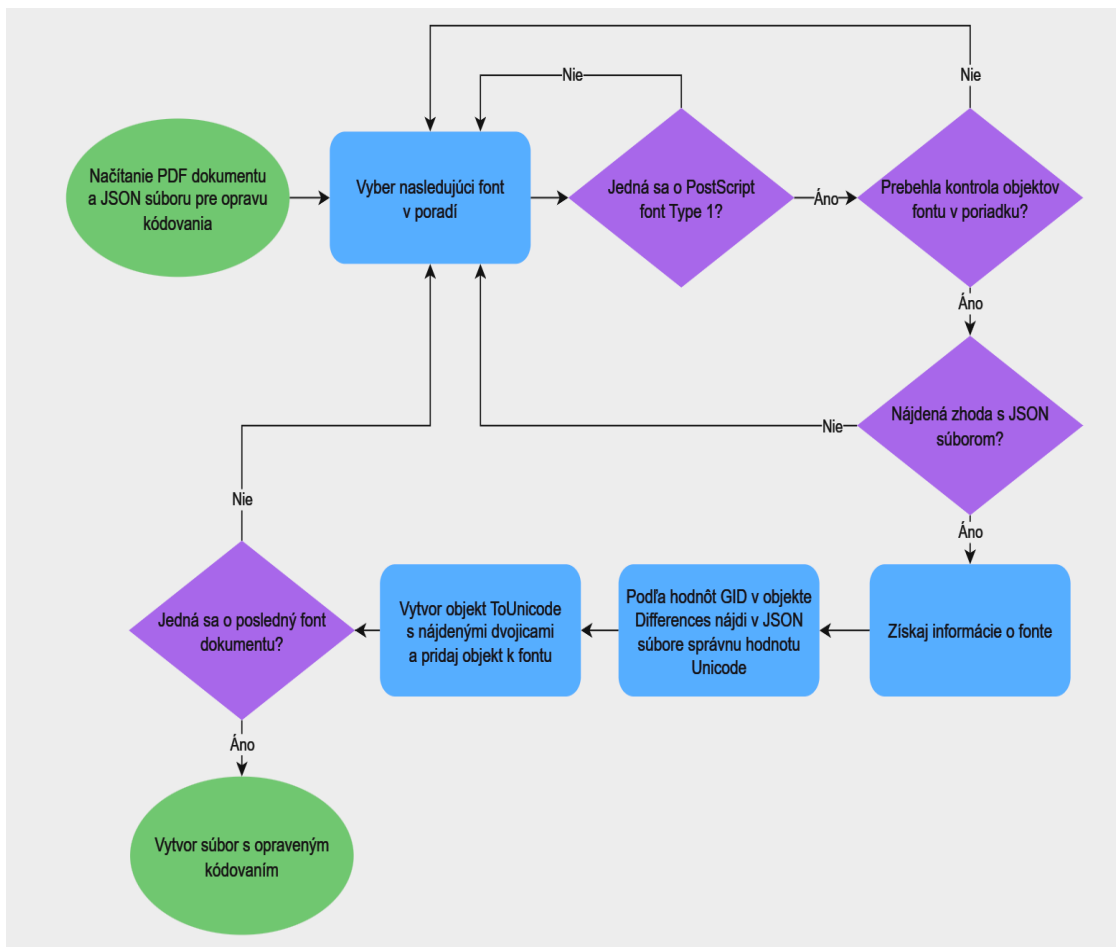 Nie
Nie
Načítanie PDF dokumentu
a JSON súboru pre opravu
kódovania
Vyber nasledujúci font
v poradí
Jedná sa o PostScript
font Type 1?
Áno
Prebehla kontrola objektov
fontu v poriadku?
Áno
Nájdená zhoda s JSON
súborom?
Nie
Áno
Získaj informácie o fonte
Podľa hodnôt GID v objekte
Differences nájdi v JSON
súbore správnu hodnotu
Unicode
Vytvor objekt ToUnicode
s nájdenými dvojicami
a pridaj objekt k fontu
Jedná sa o posledný font
dokumentu?
Nie
Áno
Vytvor súbor s opraveným
kódovaním